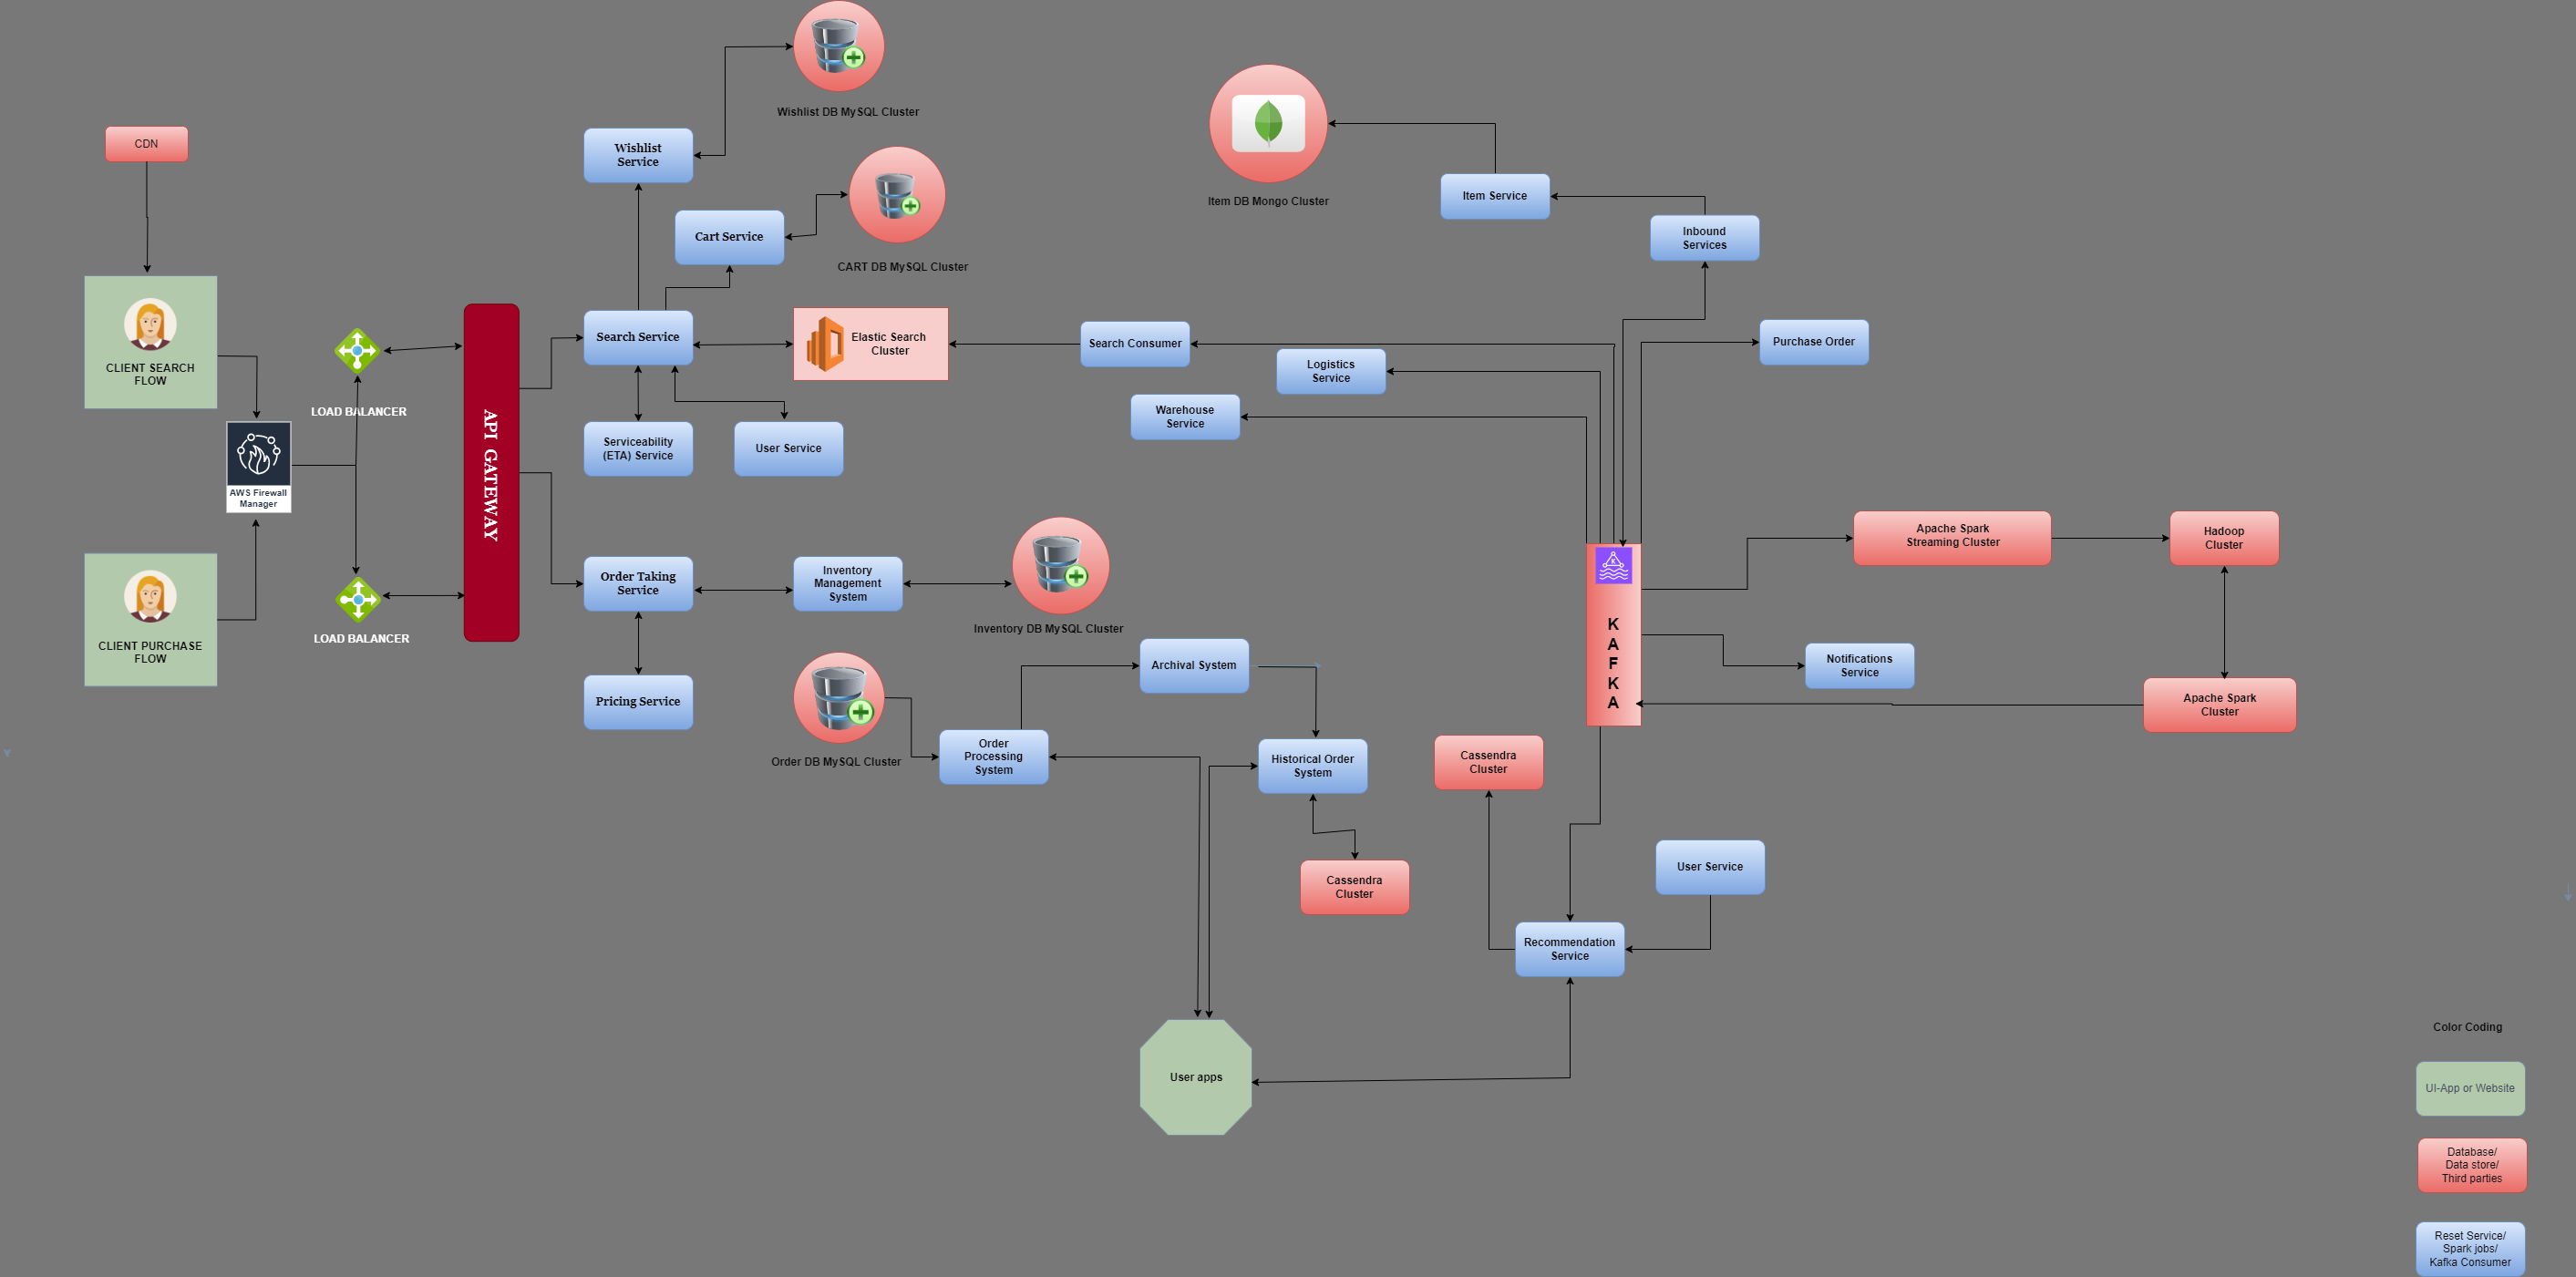 CDN
CLIENT SEARCH
FLOW
AWS Firewall
Manager
CLIENT PURCHASE
FLOW
LOAD BALANCER
LOAD BALANCER
API GATEWAY
Wishlist DB MySQL Cluster
Wishlist
Service
Cart Service
CART DB MySQL Cluster
Search Service
Elastic Search
Cluster
Serviceability
(ETA) Service
User Service
Order Taking
Service
Inventory
Management
System
Inventory DB MySQL Cluster
Pricing Service
Order DB MySQL Cluster
Order
Processing
System
Archival System
Historical Order
System
Cassendra
Cluster
Item DB Mongo Cluster
Item Service
Inbound
Services
Search Consumer
Logistics
Service
Warehouse
Service
Purchase Order
K
A
F
K
A
Apache Spark
Streaming Cluster
Hadoop
Cluster
Notifications
Service
Apache Spark
Cluster
Cassendra
Cluster
User Service
Recommendation
Service
User apps
Color Coding
UI-App or Website
Database/
Data store/
Third parties
Reset Service/
Spark jobs/
Kafka Consumer